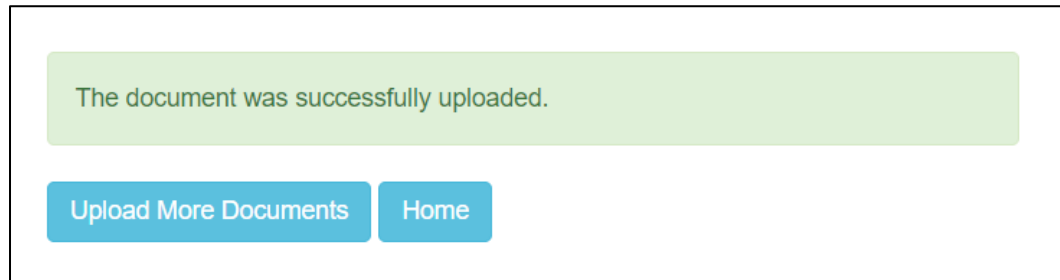 The document was successfully uploaded.
Upload More Documents Home